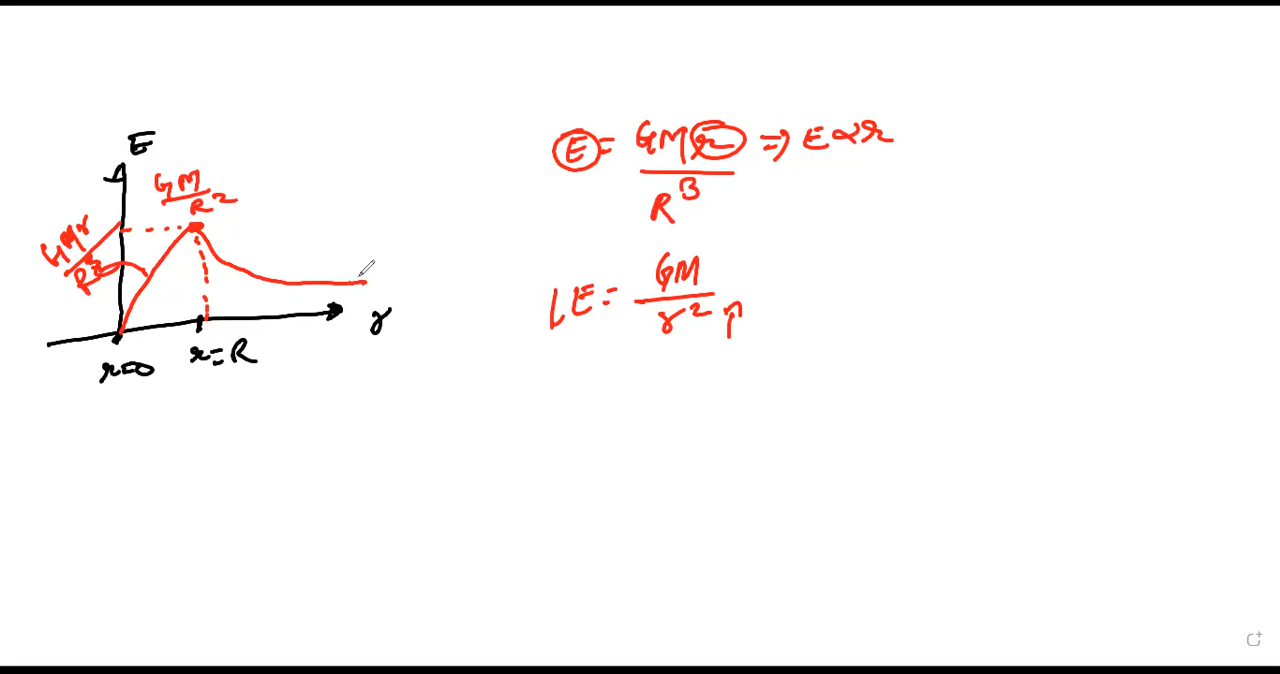 E
GM/R²
GMr/R³
r
r=0
r=R
E = GMr/R³ ⇒ E ∝ r
↓E = GM/r² ↑